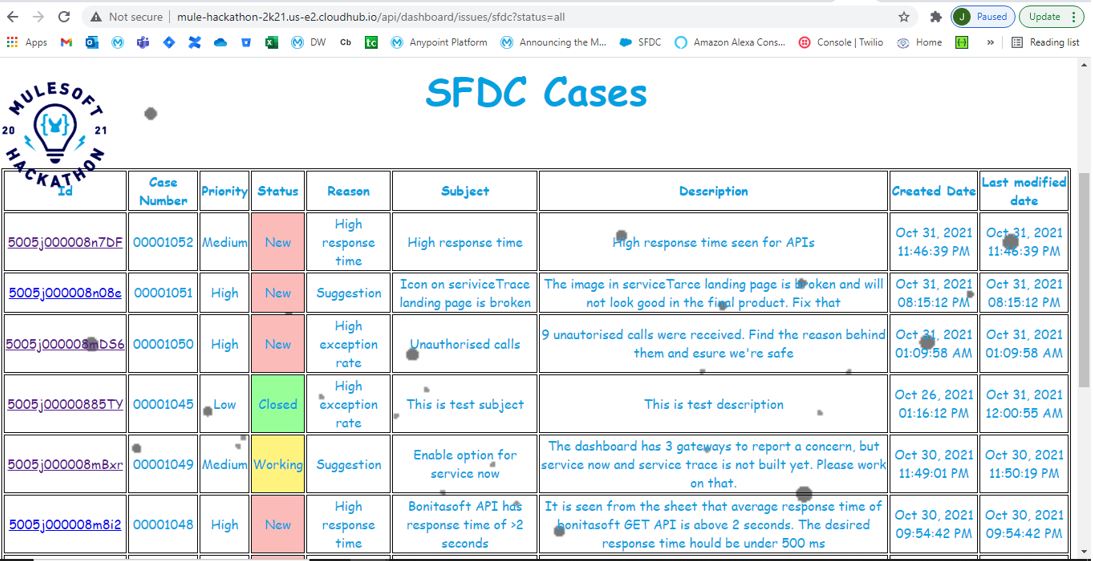 Not secure | mule-hackathon-2k21.us-e2.cloudhub.io/api/dashboard/issues/sfdc?status=all J Paused Update
Apps DW Cb tc Anypoint Platform Announcing the M... SFDC Amazon Alexa Cons... Console | Twilio Home » Reading list
SFDC Cases
MULESOFT
20 21
HACKATHON
Id Case Number Priority Status Reason Subject Description Created Date Last modified date
5005j000008n7DF 00001052 Medium New High response time High response time High response time seen for APIs Oct 31, 2021 11:46:39 PM Oct 31, 2021 11:46:39 PM
5005j000008n08e 00001051 High New Suggestion Icon on seriviceTrace landing page is broken The image in serviceTarce landing page is broken and will not look good in the final product. Fix that Oct 31, 2021 08:15:12 PM Oct 31, 2021 08:15:12 PM
5005j000008mDS6 00001050 High New High exception rate Unauthorised calls 9 unautorised calls were received. Find the reason behind them and esure we're safe Oct 31, 2021 01:09:58 AM Oct 31, 2021 01:09:58 AM
5005j00000885TY 00001045 Low Closed High exception rate This is test subject This is test description Oct 26, 2021 01:16:12 PM Oct 31, 2021 12:00:55 AM
5005j000008mBxr 00001049 Medium Working Suggestion Enable option for service now The dashboard has 3 gateways to report a concern, but service now and service trace is not built yet. Please work on that. Oct 30, 2021 11:49:01 PM Oct 30, 2021 11:50:19 PM
5005j000008m8i2 00001048 High New High response time Bonitasoft API has response time of >2 seconds It is seen from the sheet that average response time of bonitasoft GET API is above 2 seconds. The desired response time hould be under 500 ms Oct 30, 2021 09:54:42 PM Oct 30, 2021 09:54:42 PM